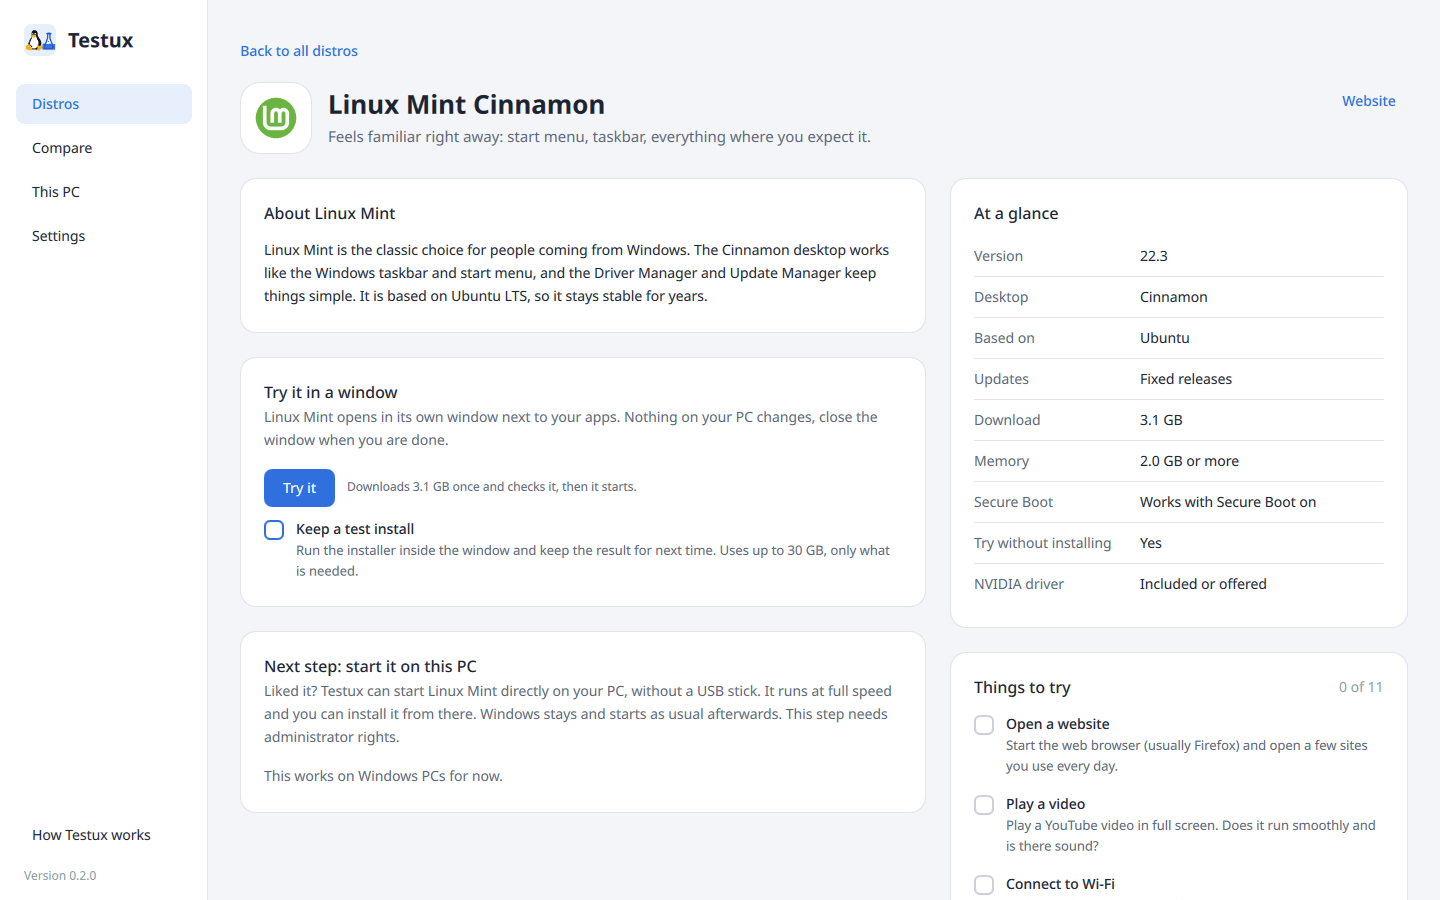 Testux
Distros
Compare
This PC
Settings
How Testux works
Version 0.2.0
Back to all distros
Linux Mint Cinnamon
Feels familiar right away: start menu, taskbar, everything where you expect it.
Website
About Linux Mint
Linux Mint is the classic choice for people coming from Windows. The Cinnamon desktop works
like the Windows taskbar and start menu, and the Driver Manager and Update Manager keep
things simple. It is based on Ubuntu LTS, so it stays stable for years.
Try it in a window
Linux Mint opens in its own window next to your apps. Nothing on your PC changes, close the
window when you are done.
Try it
Downloads 3.1 GB once and checks it, then it starts.
Keep a test install
Run the installer inside the window and keep the result for next time. Uses up to 30 GB, only what
is needed.
Next step: start it on this PC
Liked it? Testux can start Linux Mint directly on your PC, without a USB stick. It runs at full speed
and you can install it from there. Windows stays and starts as usual afterwards. This step needs
administrator rights.
This works on Windows PCs for now.
At a glance
Version 22.3
Desktop Cinnamon
Based on Ubuntu
Updates Fixed releases
Download 3.1 GB
Memory 2.0 GB or more
Secure Boot Works with Secure Boot on
Try without installing Yes
NVIDIA driver Included or offered
Things to try 0 of 11
Open a website
Start the web browser (usually Firefox) and open a few sites
you use every day.
Play a video
Play a YouTube video in full screen. Does it run smoothly and
is there sound?
Connect to Wi-Fi